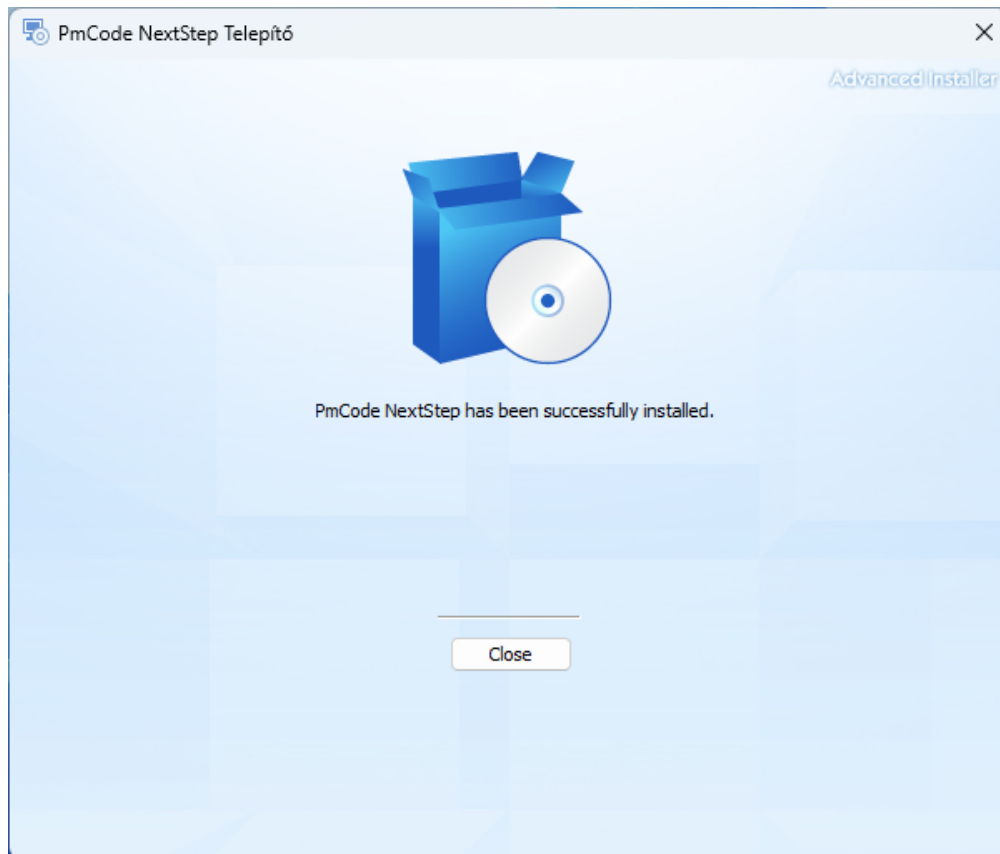 PmCode NextStep Telepítő
Advanced Installer
PmCode NextStep has been successfully installed.
Close